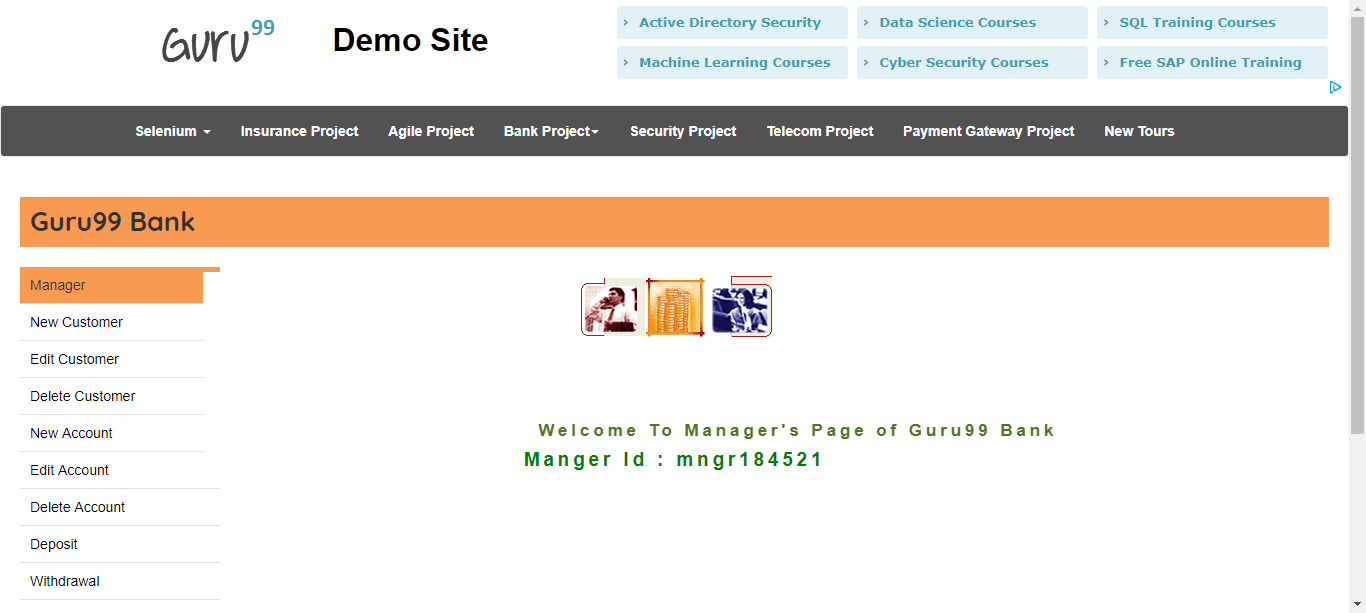 Guru99
Demo Site
Active Directory Security
Data Science Courses
SQL Training Courses
Machine Learning Courses
Cyber Security Courses
Free SAP Online Training
Selenium
Insurance Project
Agile Project
Bank Project
Security Project
Telecom Project
Payment Gateway Project
New Tours
Guru99 Bank
Manager
New Customer
Edit Customer
Delete Customer
New Account
Edit Account
Delete Account
Deposit
Withdrawal
Welcome To Manager's Page of Guru99 Bank
Manger Id : mngr184521